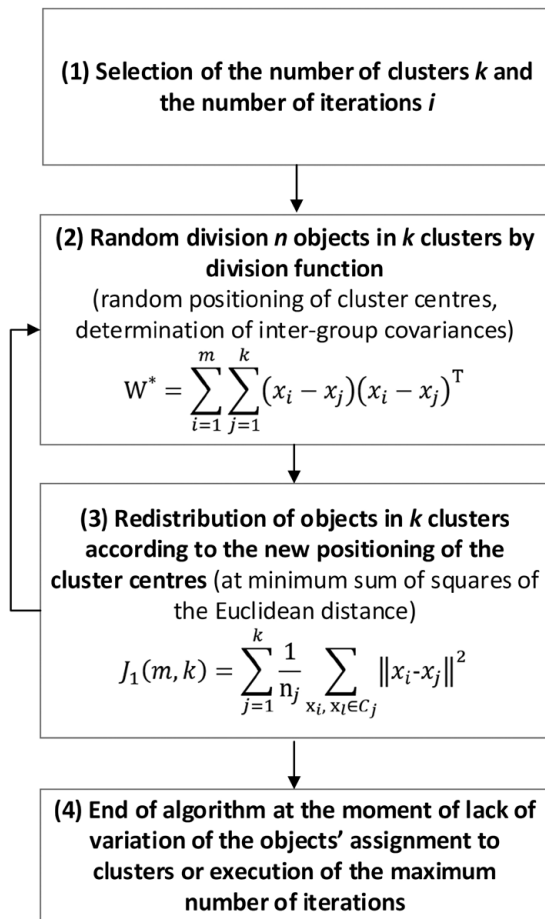 (1) Selection of the number of clusters k and
the number of iterations i
(2) Random division n objects in k clusters by
division function
(random positioning of cluster centres,
determination of inter-group covariances)
W* = ∑_{i=1}^{m} ∑_{j=1}^{k} (x_i − x_j)(x_i − x_j)^T
(3) Redistribution of objects in k clusters
according to the new positioning of the
cluster centres (at minimum sum of squares of
the Euclidean distance)
J_1(m, k) = ∑_{j=1}^{k} 1/n_j ∑_{x_i, x_l∈C_j} ‖x_i-x_j‖^2
(4) End of algorithm at the moment of lack of
variation of the objects’ assignment to
clusters or execution of the maximum
number of iterations